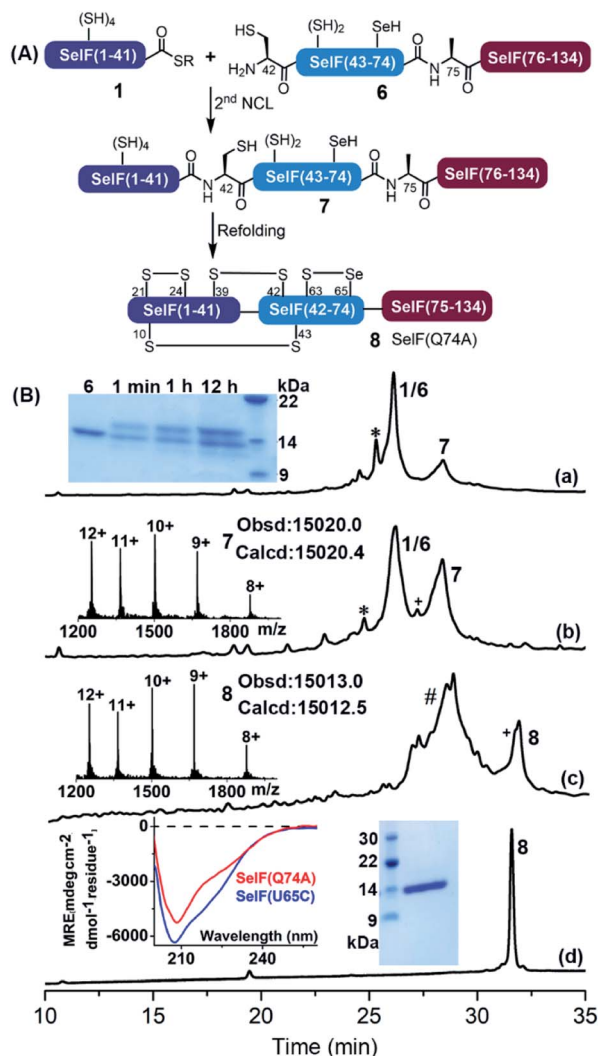 (A)
(SH)4
SelF(1-41)
O
SR
1
+
HS
H2N
42
O
(SH)2
SeH
SelF(43-74)
O
N
H
75
O
SelF(76-134)
6
2nd NCL
(SH)4
SelF(1-41)
O
N
H
SH
42
O
(SH)2
SeH
SelF(43-74)
O
N
H
75
O
SelF(76-134)
7
Refolding
S S S S S Se
21 24 39 42 63 65
SelF(1-41) SelF(42-74) SelF(75-134)
10 43
S S
8 SelF(Q74A)
(B)
6 1 min 1 h 12 h kDa
22
14
9
* 1/6 7
(a)
12+ 11+ 10+ 9+ 8+
7 Obsd:15020.0
Calcd:15020.4
1200 1500 1800 m/z
* 1/6 + 7
(b)
12+ 11+ 10+ 9+ 8+
8 Obsd:15013.0
Calcd:15012.5
1200 1500 1800 m/z
# + 8
(c)
MRE, mdegcm-2
dmol-1 residue-1,
0
-3000
-6000
SelF(Q74A)
SelF(U65C)
Wavelength (nm)
210 240
30
22
14
9
kDa
8
(d)
10 15 20 25 30 35
Time (min)